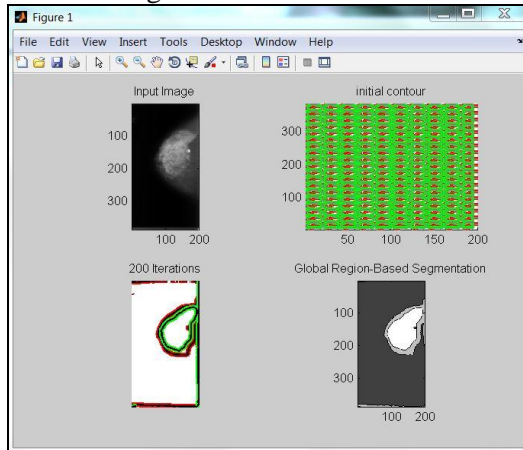 Figure 1
File Edit View Insert Tools Desktop Window Help
Input Image
100
200
300
100 200
initial contour
300
200
100
50 100 150 200
200 Iterations
Global Region-Based Segmentation
100
200
300
100 200